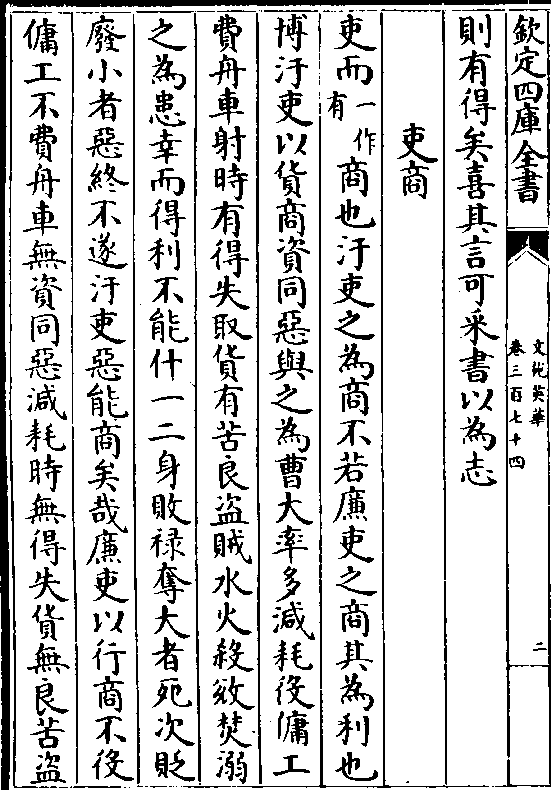 欽定四庫全書
文苑英華
卷三百七十四
二
則有得矣喜其言可采書以為志
吏商
吏而一作有商也汙吏之為商不若廉吏之商其為利也
博汙吏以貨商資同惡與之為曹大率多減耗役傭工
費舟車射時有得失取貨有苦良盜賊水火殺敚焚溺
之為患幸而得利不能什一二身敗祿奪大者死次貶
廢小者惡終不遂汙吏惡能商矣哉廉吏以行商不役
傭工不費舟車無資同惡減耗時無得失貨無良苦盜